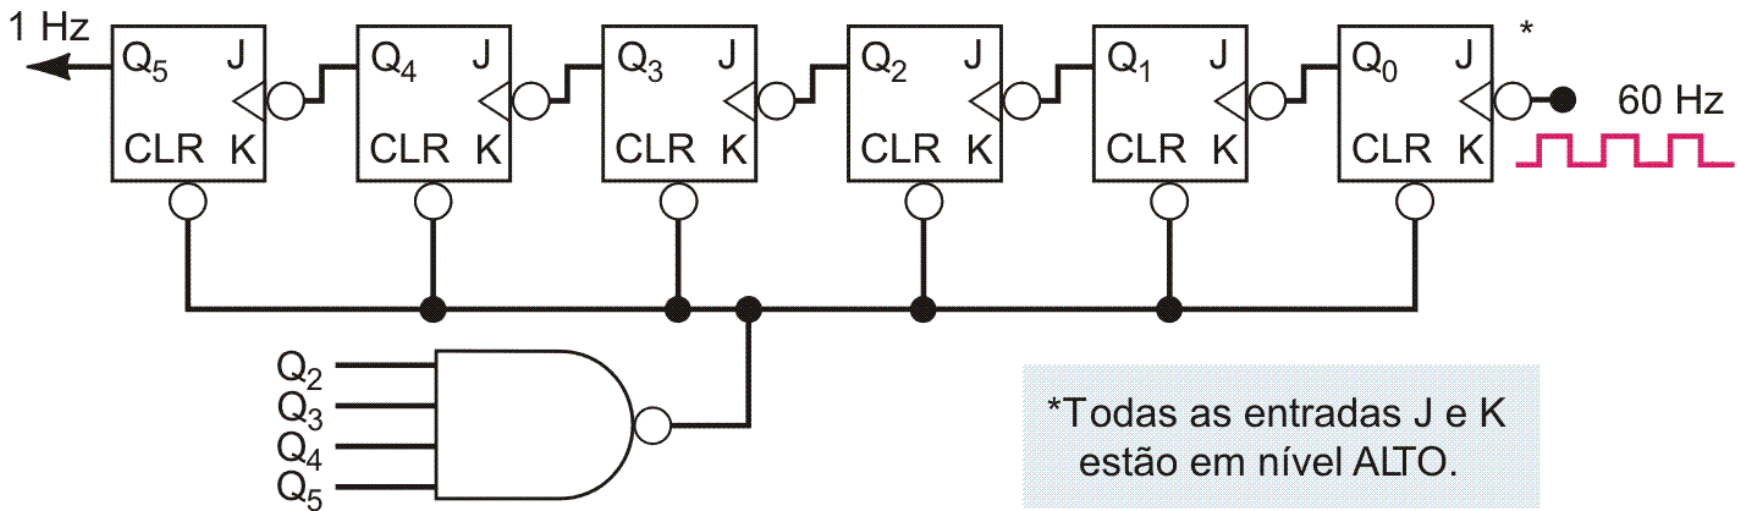 1 Hz
Q5 J
CLR K
Q4 J
CLR K
Q3 J
CLR K
Q2 J
CLR K
Q1 J
CLR K
Q0 J
CLR K
*
60 Hz
Q2
Q3
Q4
Q5
*Todas as entradas J e K
estão em nível ALTO.